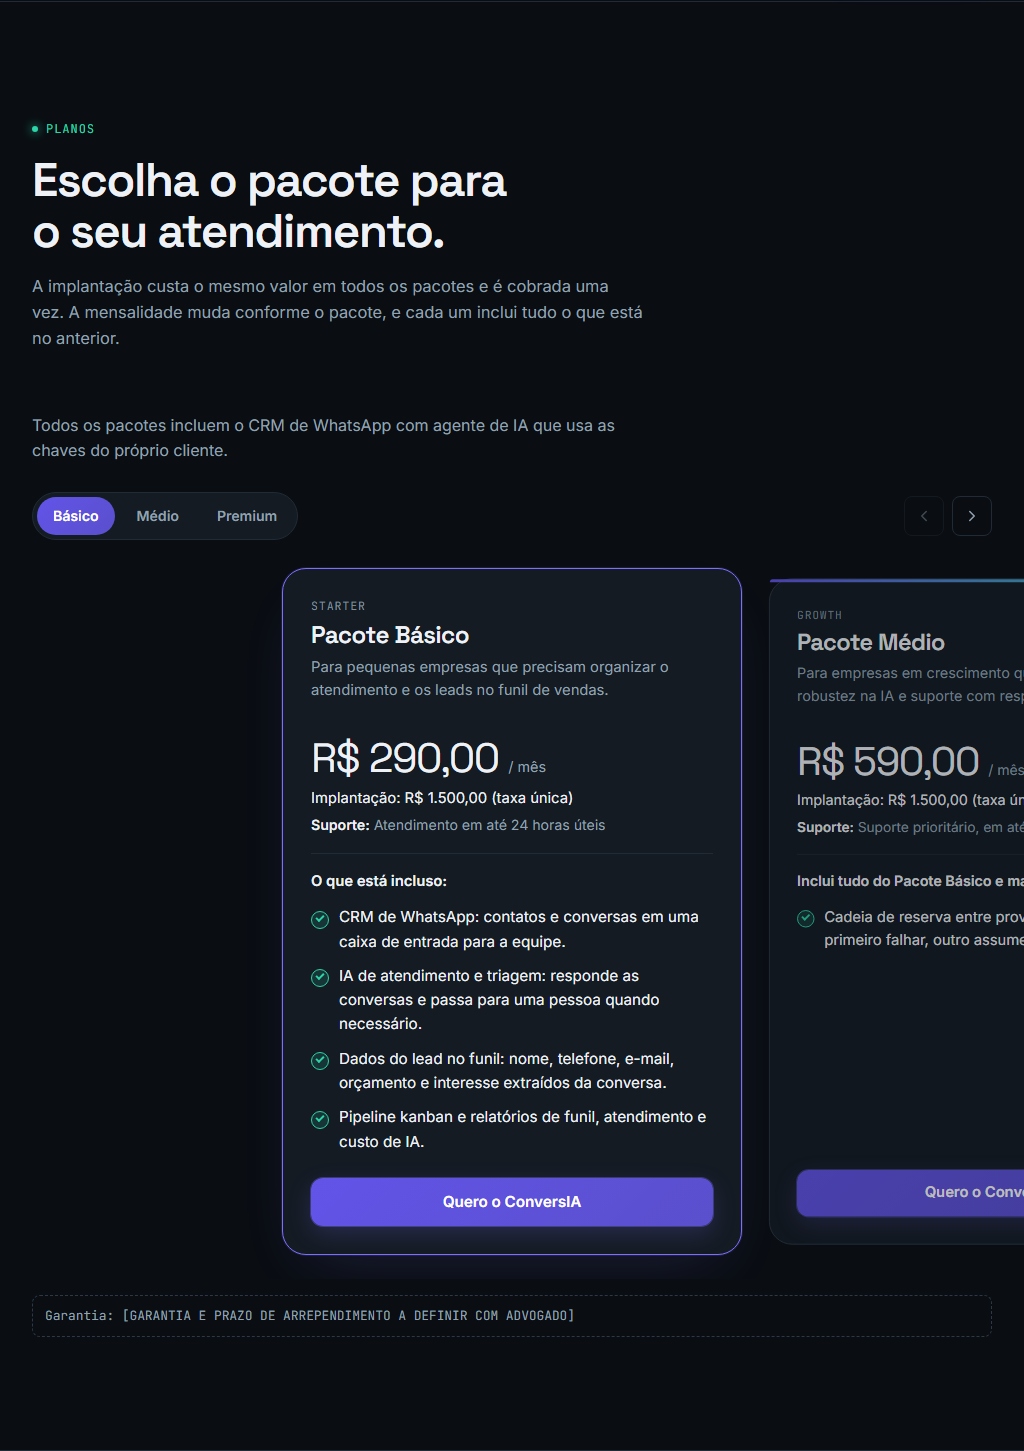 PLANOS
Escolha o pacote para
o seu atendimento.
A implantação custa o mesmo valor em todos os pacotes e é cobrada uma
vez. A mensalidade muda conforme o pacote, e cada um inclui tudo o que está
no anterior.
Todos os pacotes incluem o CRM de WhatsApp com agente de IA que usa as
chaves do próprio cliente.
Básico Médio Premium
STARTER
Pacote Básico
Para pequenas empresas que precisam organizar o
atendimento e os leads no funil de vendas.
R$ 290,00 / mês
Implantação: R$ 1.500,00 (taxa única)
Suporte: Atendimento em até 24 horas úteis
O que está incluso:
CRM de WhatsApp: contatos e conversas em uma
caixa de entrada para a equipe.
IA de atendimento e triagem: responde as
conversas e passa para uma pessoa quando
necessário.
Dados do lead no funil: nome, telefone, e-mail,
orçamento e interesse extraídos da conversa.
Pipeline kanban e relatórios de funil, atendimento e
custo de IA.
Quero o ConversIA
GROWTH
Pacote Médio
Para empresas em crescimento
robustez na IA e suporte com
R$ 590,00 / mês
Implantação: R$ 1.500,00 (taxa
Suporte: Suporte prioritário, em até
Inclui tudo do Pacote Básico e
Cadeia de reserva entre
primeiro falhar, outro assume
Quero o
Garantia: [GARANTIA E PRAZO DE ARREPENDIMENTO A DEFINIR COM ADVOGADO]